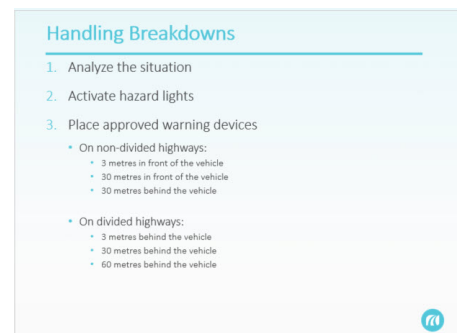 Handling Breakdowns
1. Analyze the situation
2. Activate hazard lights
3. Place approved warning devices
• On non-divided highways:
• 3 metres in front of the vehicle
• 30 metres in front of the vehicle
• 30 metres behind the vehicle
• On divided highways:
• 3 metres behind the vehicle
• 30 metres behind the vehicle
• 60 metres behind the vehicle